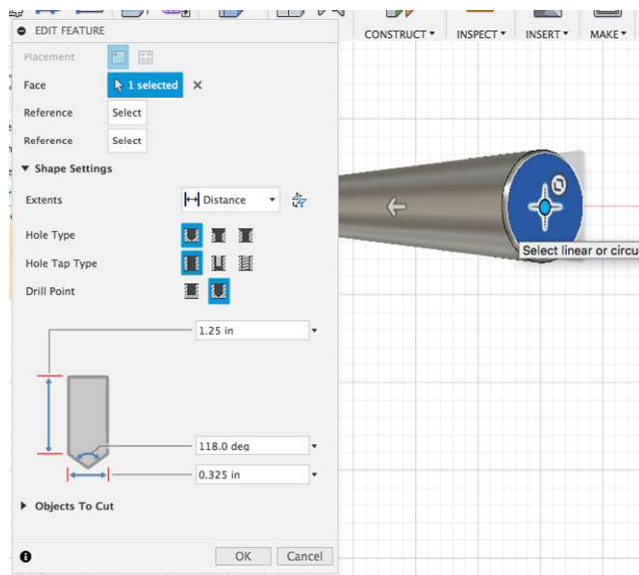 EDIT FEATURE
CONSTRUCT INSPECT INSERT MAKE
Placement
Face 1 selected
Reference Select
Reference Select
Shape Settings
Extents Distance
Hole Type
Hole Tap Type
Drill Point
Select linear or circu
1.25 in
118.0 deg
0.325 in
Objects To Cut
OK Cancel